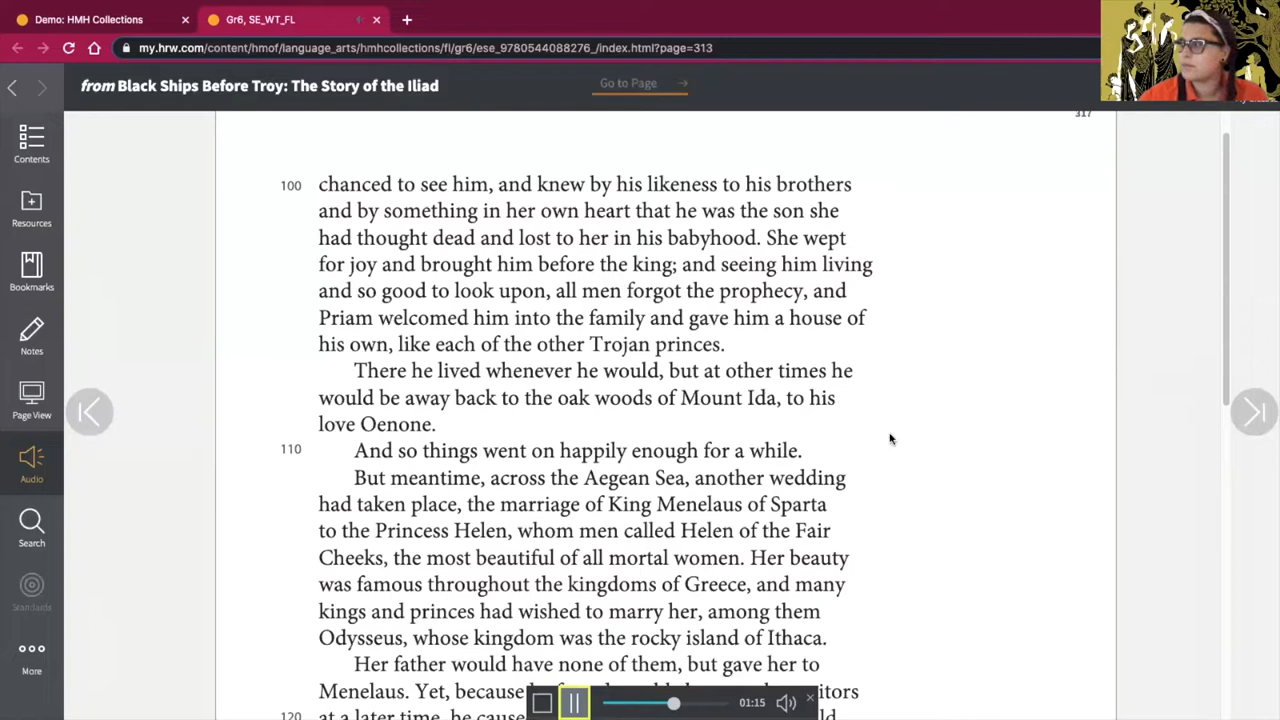 Demo: HMH Collections
Gr6, SE_WT_FL
my.hrw.com/content/hmof/language_arts/hmhcollections/fl/gr6/ese_9780544088276_/index.html?page=313
from Black Ships Before Troy: The Story of the Iliad
Go to Page
Contents
Resources
Bookmarks
Notes
Page View
Audio
Search
Standards
More
317
100 chanced to see him, and knew by his likeness to his brothers
and by something in her own heart that he was the son she
had thought dead and lost to her in his babyhood. She wept
for joy and brought him before the king; and seeing him living
and so good to look upon, all men forgot the prophecy, and
Priam welcomed him into the family and gave him a house of
his own, like each of the other Trojan princes.
There he lived whenever he would, but at other times he
would be away back to the oak woods of Mount Ida, to his
love Oenone.
110 And so things went on happily enough for a while.
But meantime, across the Aegean Sea, another wedding
had taken place, the marriage of King Menelaus of Sparta
to the Princess Helen, whom men called Helen of the Fair
Cheeks, the most beautiful of all mortal women. Her beauty
was famous throughout the kingdoms of Greece, and many
kings and princes had wished to marry her, among them
Odysseus, whose kingdom was the rocky island of Ithaca.
Her father would have none of them, but gave her to
Menelaus. Yet, because
120 at a later time, he cause
01:15